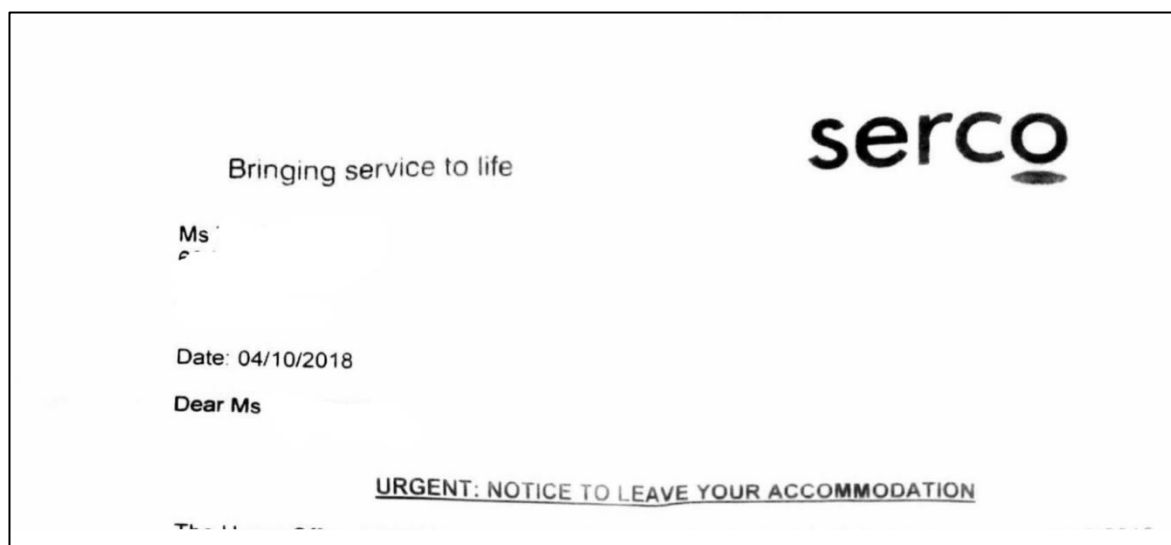 serco
Bringing service to life
Ms
Date: 04/10/2018
Dear Ms
URGENT: NOTICE TO LEAVE YOUR ACCOMMODATION